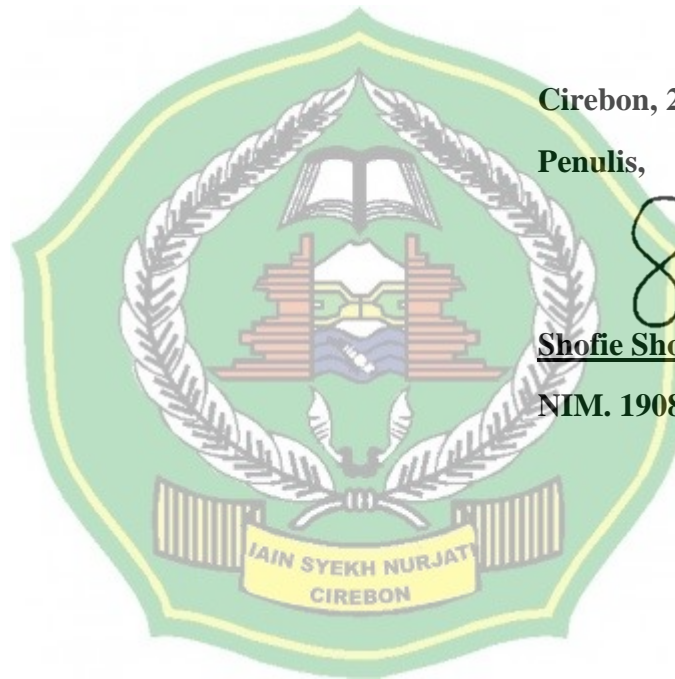 Cirebon, 2
Penulis,
Shofie Sho
NIM. 1908
IAIN SYEKH NURJATI
CIREBON